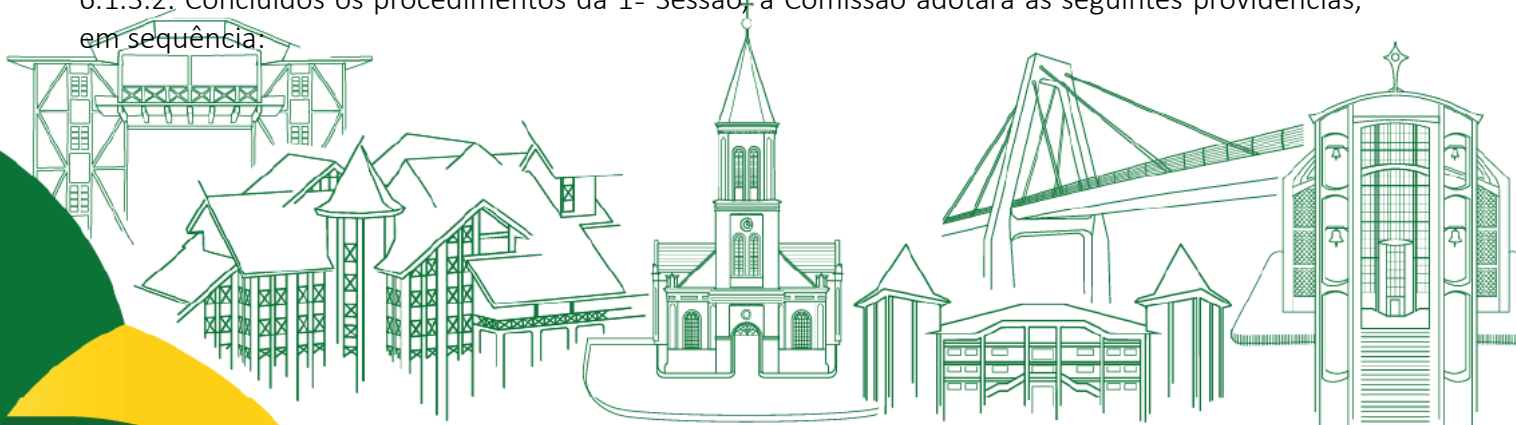 6.1.3.2. Concluídos os procedimentos da 1ª Sessão, a Comissão adotará as seguintes providências,
em sequência: